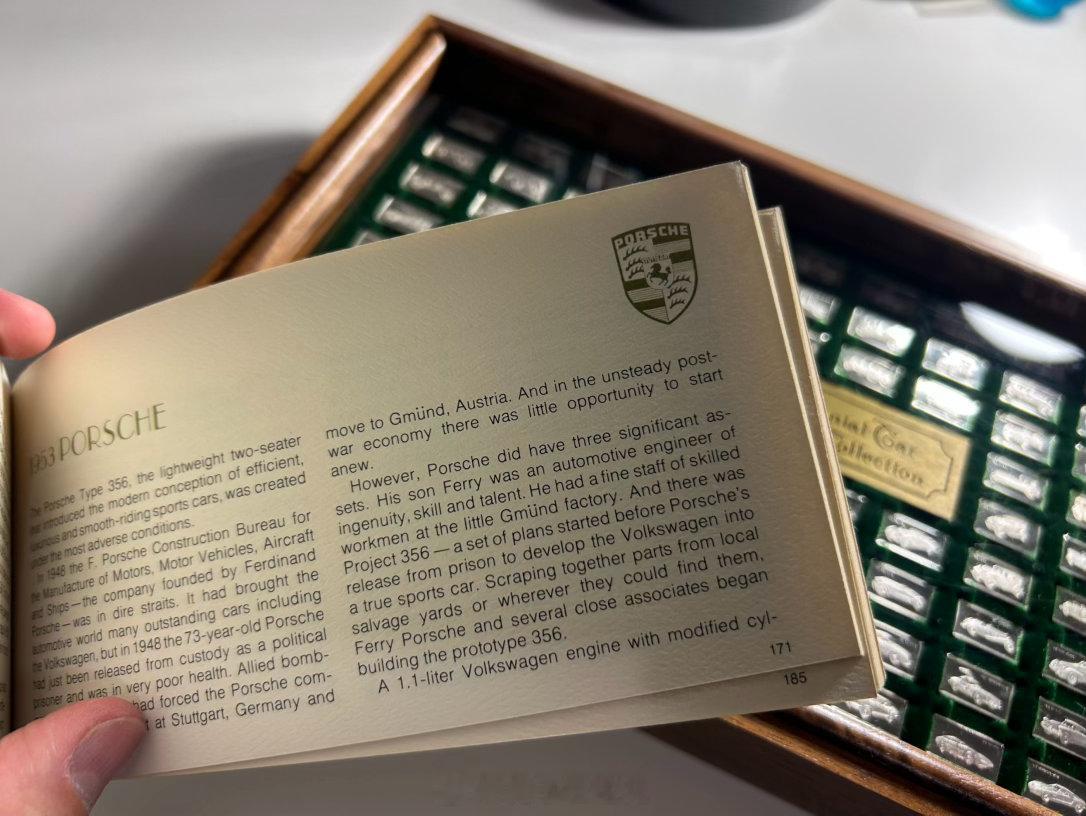 PORSCHE
1953 PORSCHE
The Porsche Type 356, the lightweight two-seater
that introduced the modern conception of efficient,
luxurious and smooth-riding sports cars, was created
under the most adverse conditions.
In 1948 the F. Porsche Construction Bureau for
the Manufacture of Motors, Motor Vehicles, Aircraft
and Ships — the company founded by Ferdinand
Porsche — was in dire straits. It had brought the
automotive world many outstanding cars including
the Volkswagen, but in 1948 the 73-year-old Porsche
had just been released from custody as a political
prisoner and was in very poor health. Allied bomb-
had forced the Porsche com-
at Stuttgart, Germany and
move to Gmünd, Austria. And in the unsteady post-
war economy there was little opportunity to start
anew.
However, Porsche did have three significant as-
sets. His son Ferry was an automotive engineer of
ingenuity, skill and talent. He had a fine staff of skilled
workmen at the little Gmünd factory. And there was
Project 356 — a set of plans started before Porsche's
release from prison to develop the Volkswagen into
a true sports car. Scraping together parts from local
salvage yards or wherever they could find them,
Ferry Porsche and several close associates began
building the prototype 356.
A 1.1-liter Volkswagen engine with modified cyl-
171
185
Car
Collection